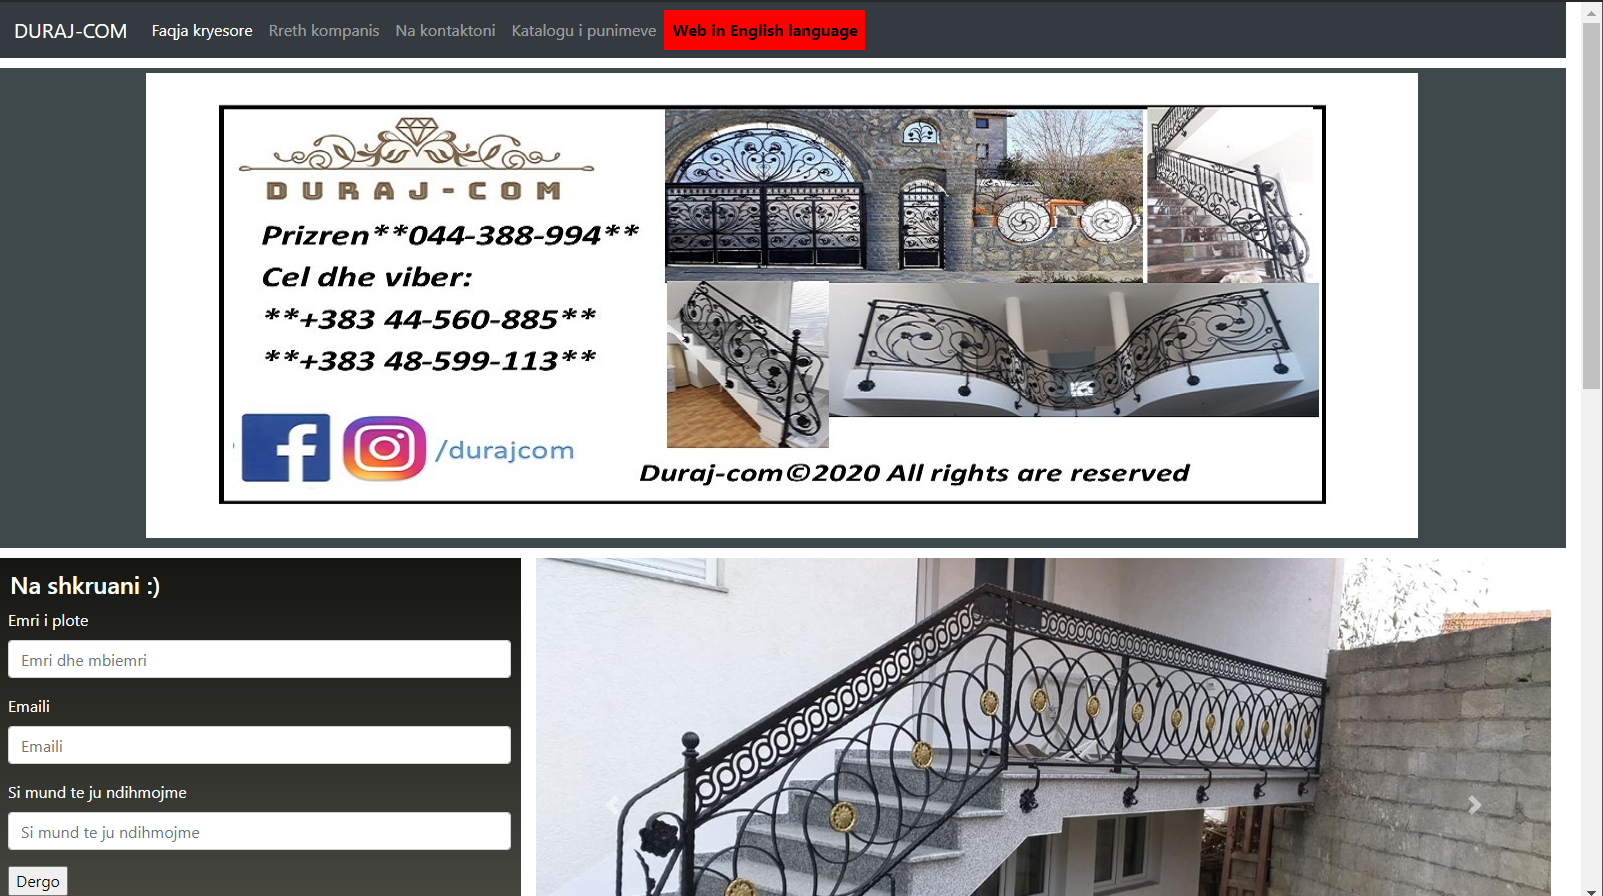 DURAJ-COM Faqja kryesore Rreth kompanis Na kontaktoni Katalogu i punimeve Web in English language
DURAJ-COM
Prizren**044-388-994**
Cel dhe viber:
**+383 44-560-885**
**+383 48-599-113**
/durajcom
Duraj-com©2020 All rights are reserved
Na shkruani :)
Emri i plote
Emri dhe mbiemri
Emaili
Emaili
Si mund te ju ndihmojme
Si mund te ju ndihmojme
Dergo